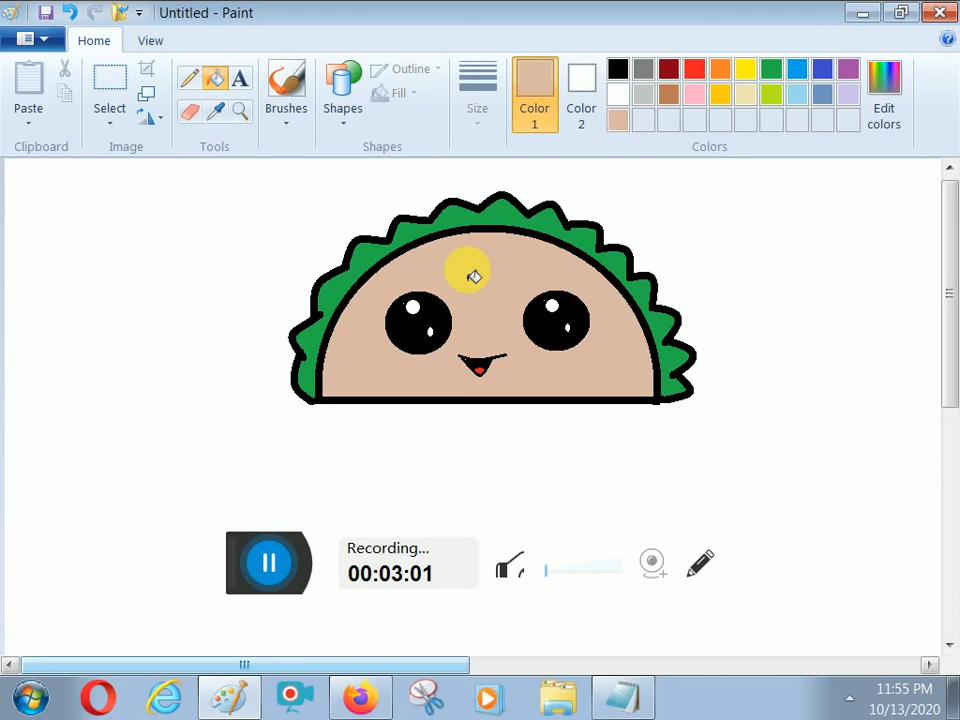 Untitled - Paint
Home View
Paste
Clipboard
Select
Image
A
Tools
Brushes
Shapes
Outline
Fill
Shapes
Size
Color
1
Color
2
Edit
colors
Colors
Recording...
00:03:01
11:55 PM
10/13/2020